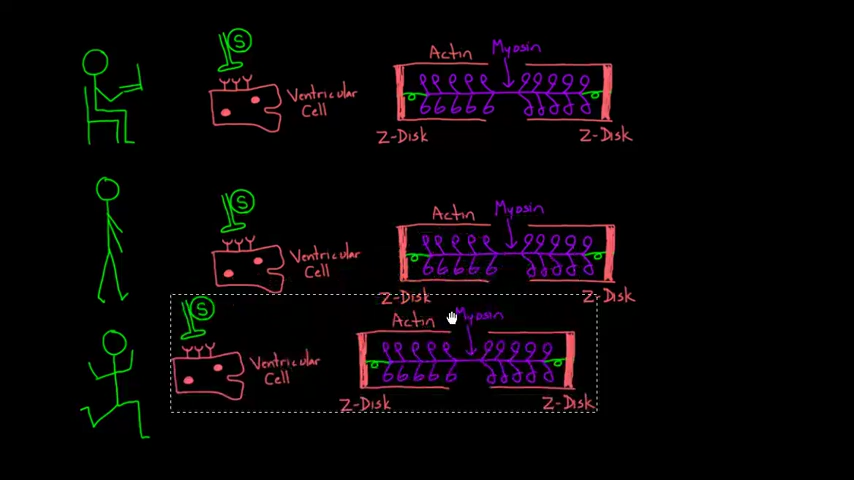 S
Actin
Myosin
Ventricular
Cell
Z-Disk
Z-Disk
S
Actin
Myosin
Ventricular
Cell
Z-Disk
Z-Disk
S
Actin
Myosin
Ventricular
Cell
Z-Disk
Z-Disk